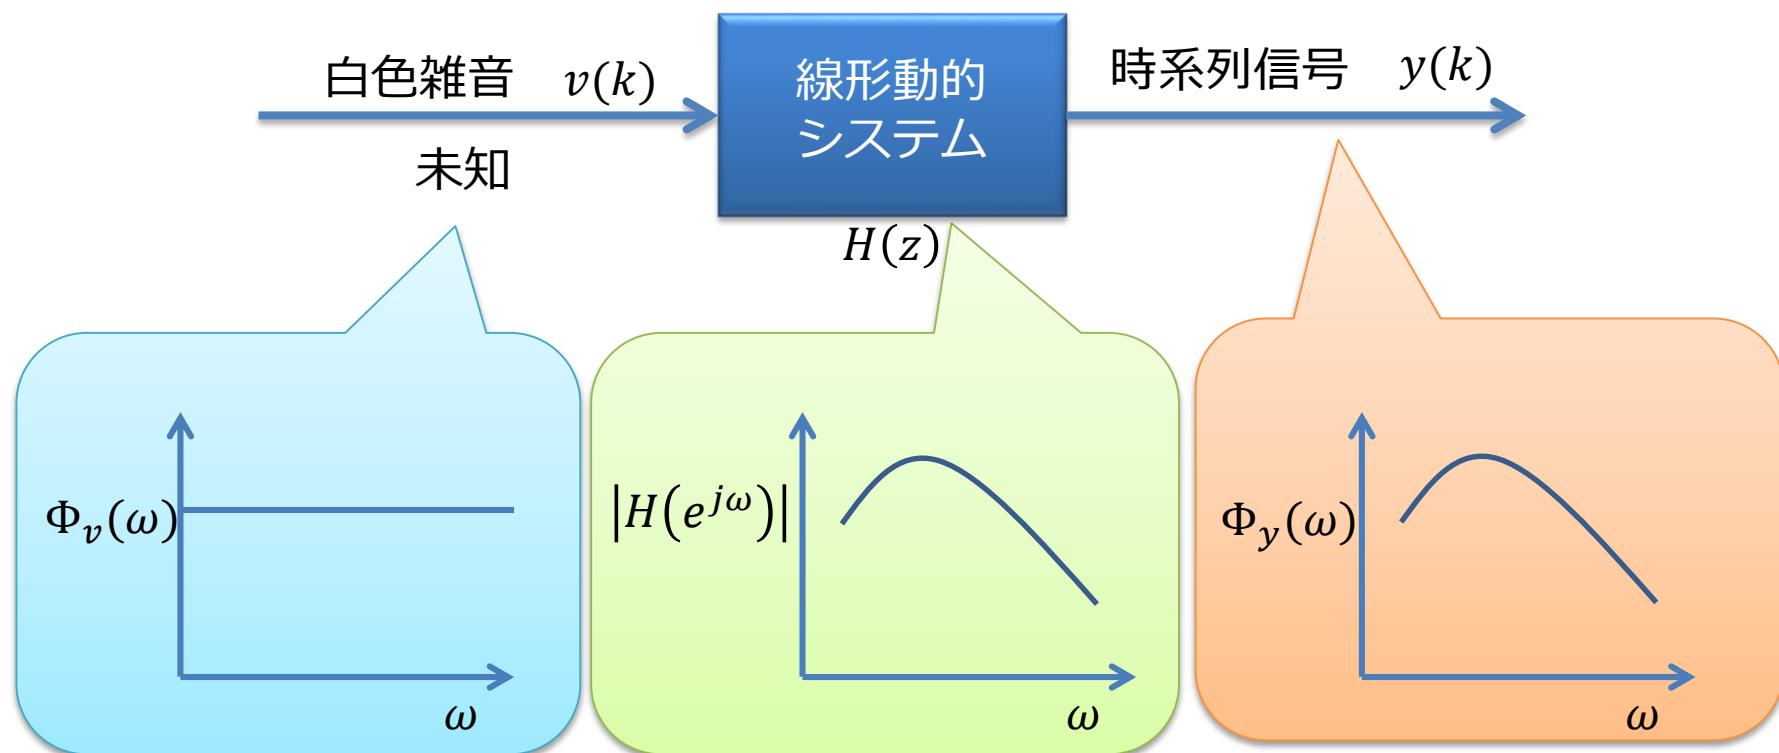 白色雑音 v(k)
未知
線形動的
システム
H(z)
時系列信号 y(k)
Φ_v(ω)
ω
|H(e^{jω})|
ω
Φ_y(ω)
ω